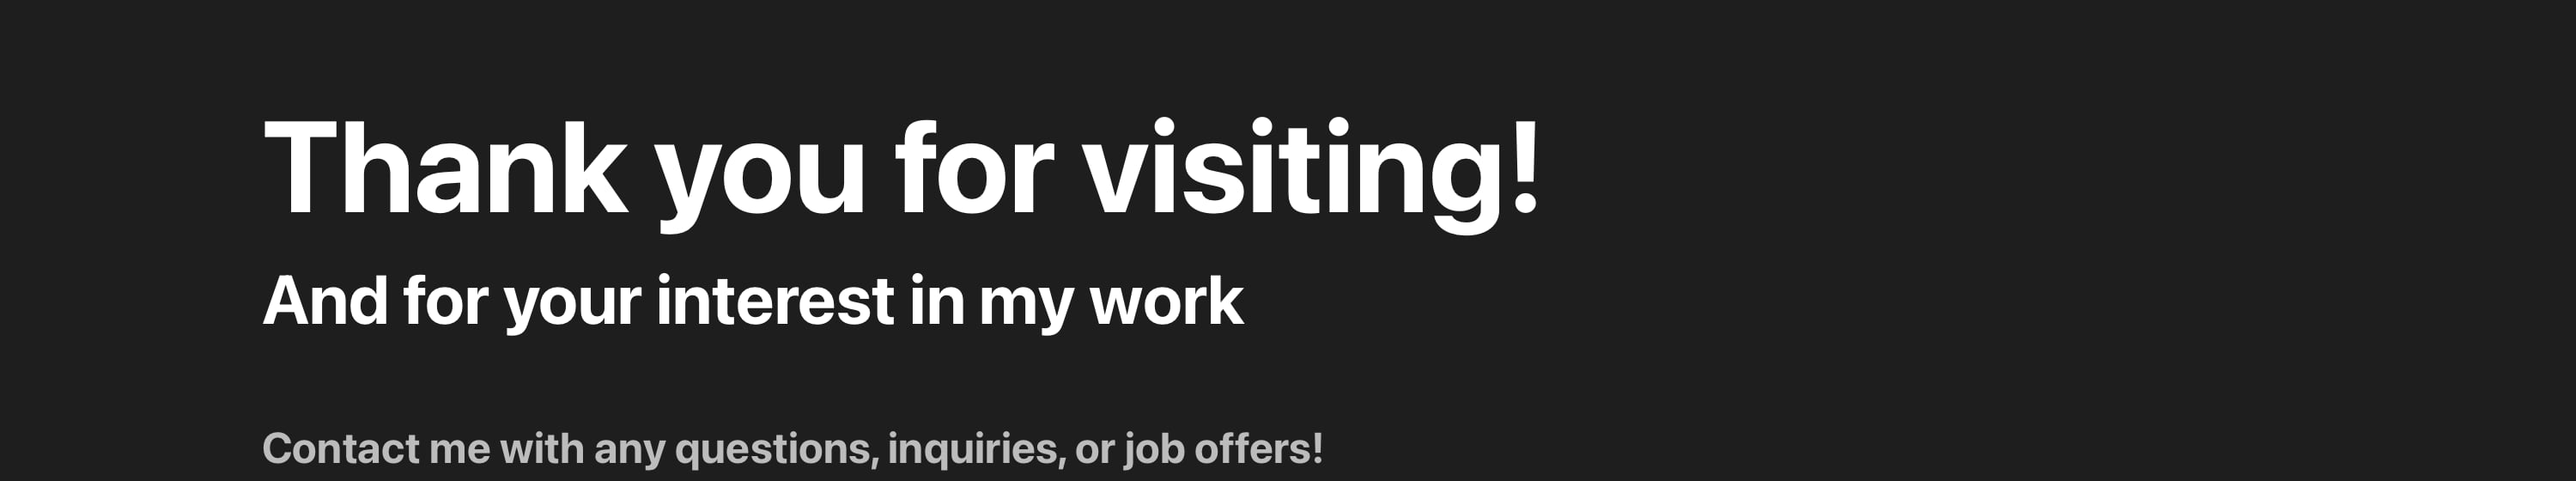 Thank you for visiting!
And for your interest in my work
Contact me with any questions, inquiries, or job offers!